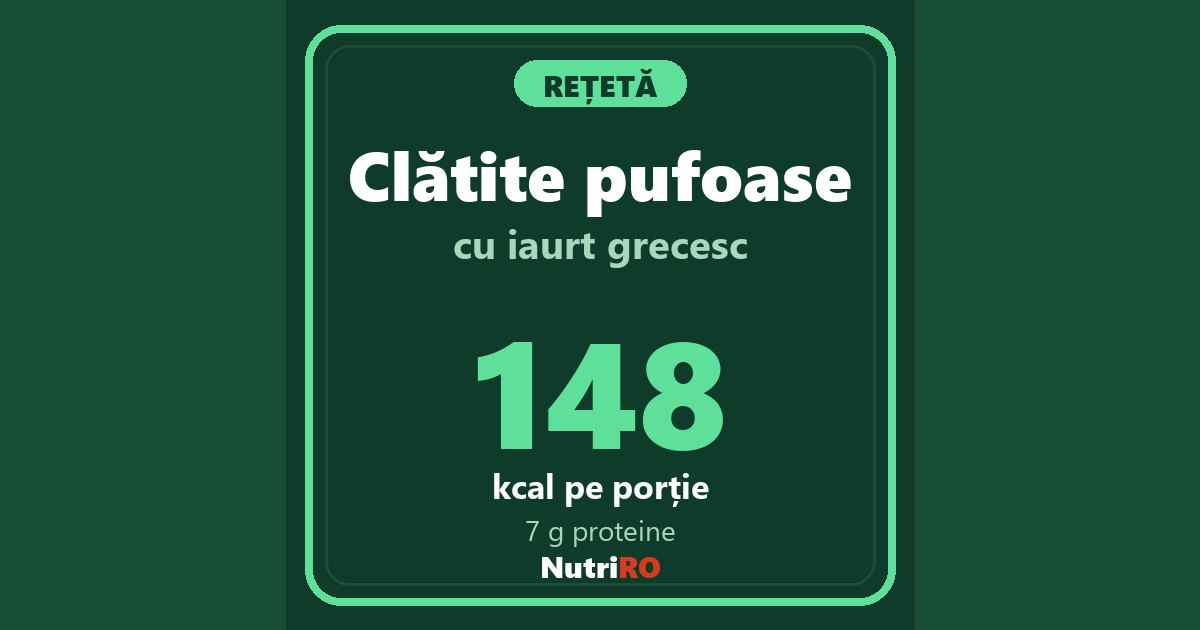 REȚETĂ
Clătite pufoase
cu iaurt grecesc
148
kcal pe porție
7 g proteine
NutriRO